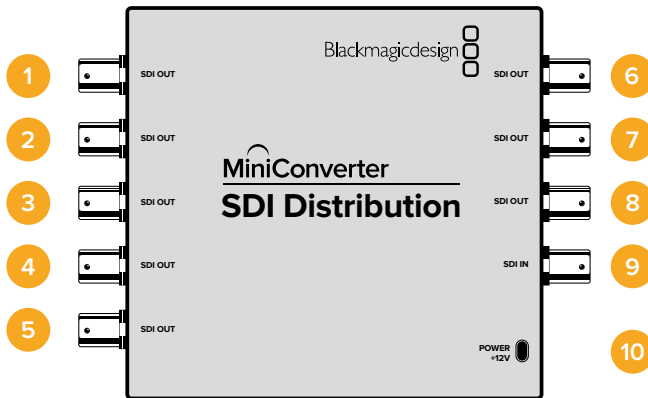 Blackmagicdesign
1
SDI OUT
SDI OUT
6
2
SDI OUT
SDI OUT
7
MiniConverter
3
SDI OUT
SDI Distribution
SDI OUT
8
4
SDI OUT
SDI IN
9
5
SDI OUT
POWER
+12V
10